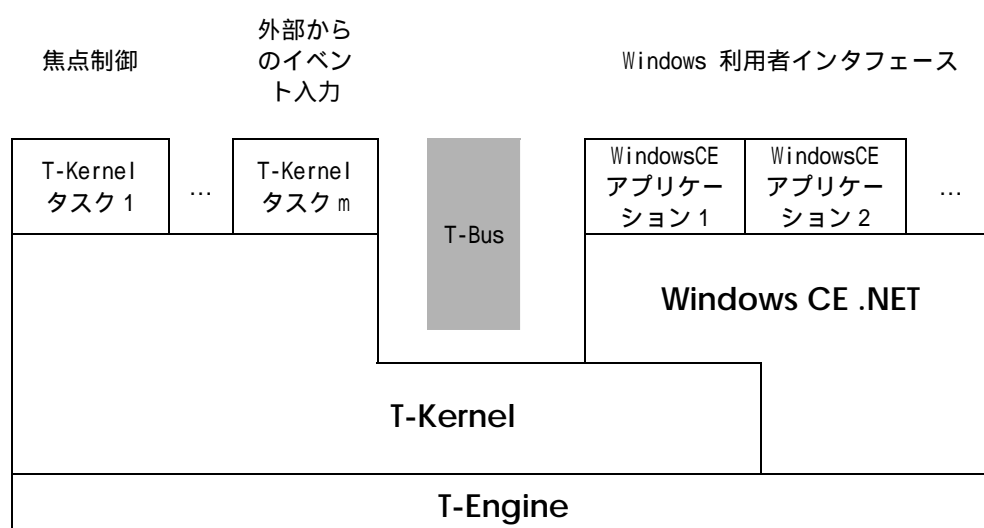 焦点制御
外部から
のイベン
ト入力
Windows 利用者インタフェース
T-Kernel
タスク 1
…
T-Kernel
タスク m
T-Bus
WindowsCE
アプリケー
ション 1
WindowsCE
アプリケー
ション 2
…
Windows CE .NET
T-Kernel
T-Engine